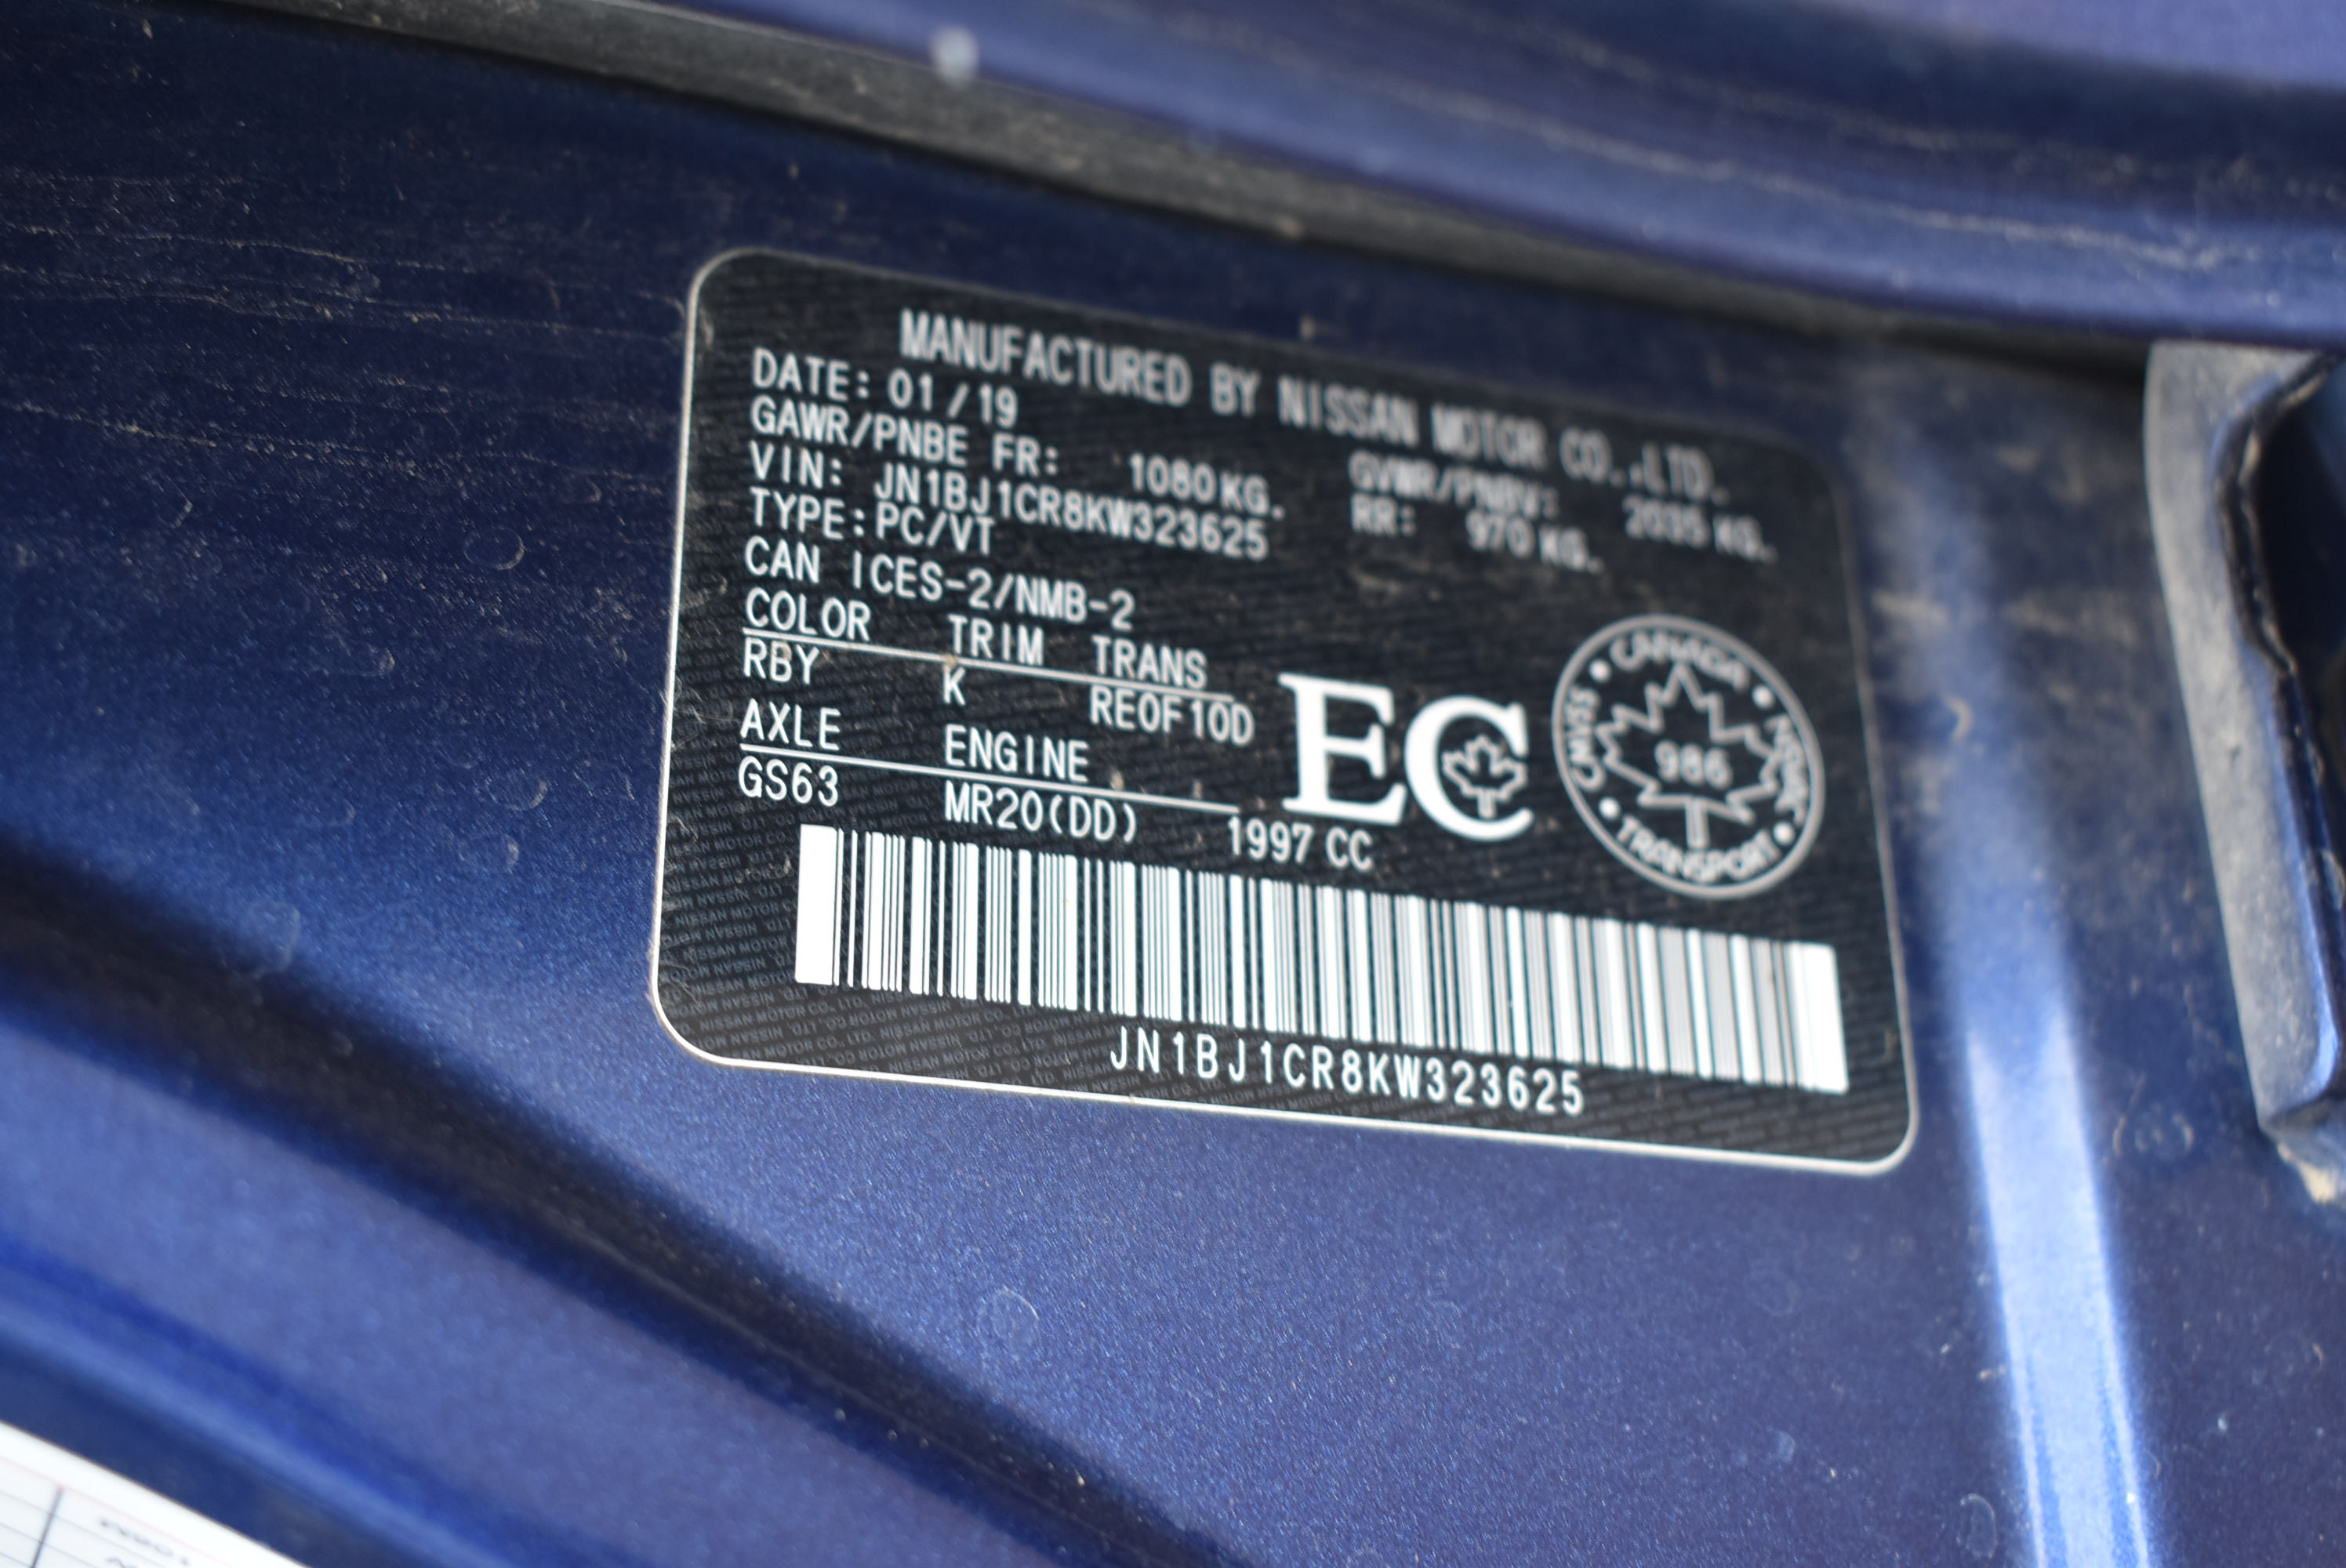 MANUFACTURED BY NISSAN MOTOR CO.,LTD.
DATE: 01/19 GVWR/PNBV: 2035 KG.
GAWR/PNBE FR: 1080 KG. RR: 970 KG.
VIN: JN1BJ1CR8KW323625
TYPE: PC/VT
CAN ICES-2/NMB-2
COLOR TRIM TRANS
RBY K RE0F10D
AXLE ENGINE
GS63 MR20(DD) 1997 CC
EC
CANADA
NSVAC
986
CMVSS
TRANSPORT
JN1BJ1CR8KW323625